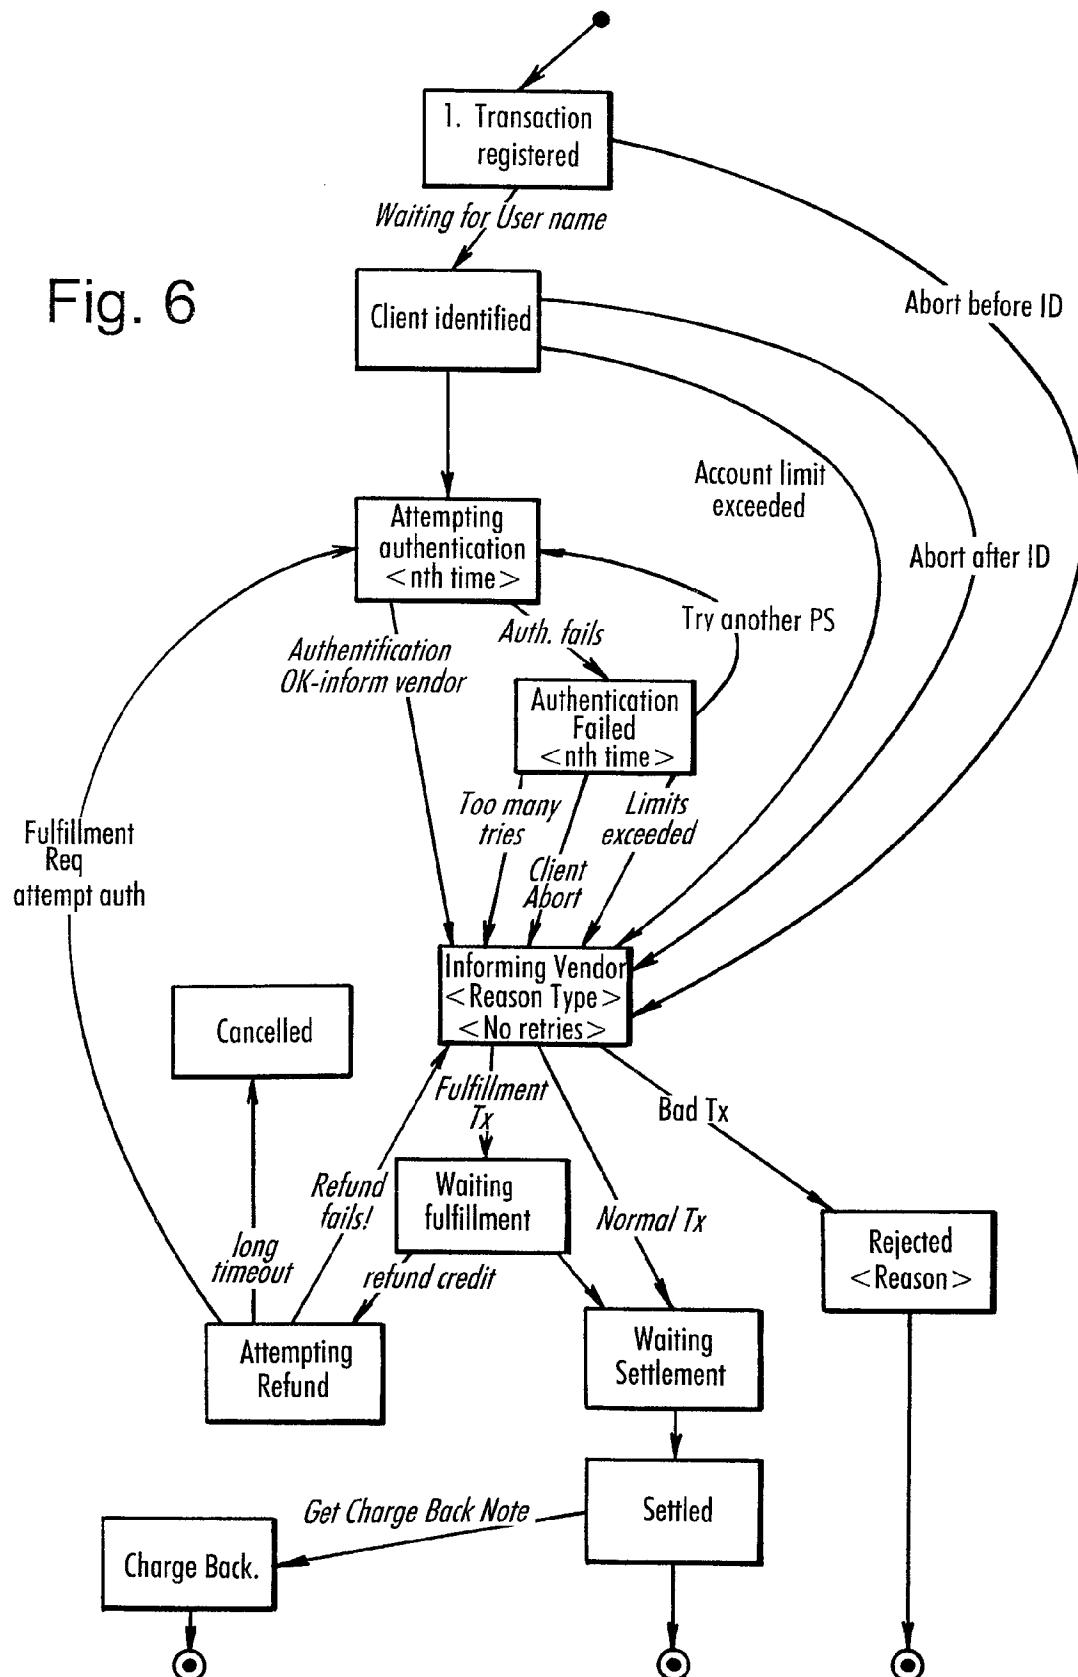 1. Transaction
registered
Waiting for User name
Fig. 6
Client identified
Abort before ID
Account limit
exceeded
Attempting
authentication
<nth time>
Abort after ID
Try another PS
Auth. fails
Authentification
OK-inform vendor
Authentication
Failed
<nth time>
Too many
tries
Limits
exceeded
Client
Abort
Fulfillment
Req
attempt auth
Informing Vendor
<Reason Type>
<No retries>
Cancelled
Fulfillment
Tx
Bad Tx
Refund
fails!
Waiting
fulfillment
Normal Tx
Rejected
<Reason>
long
timeout
refund credit
Attempting
Refund
Waiting
Settlement
Get Charge Back Note
Settled
Charge Back.